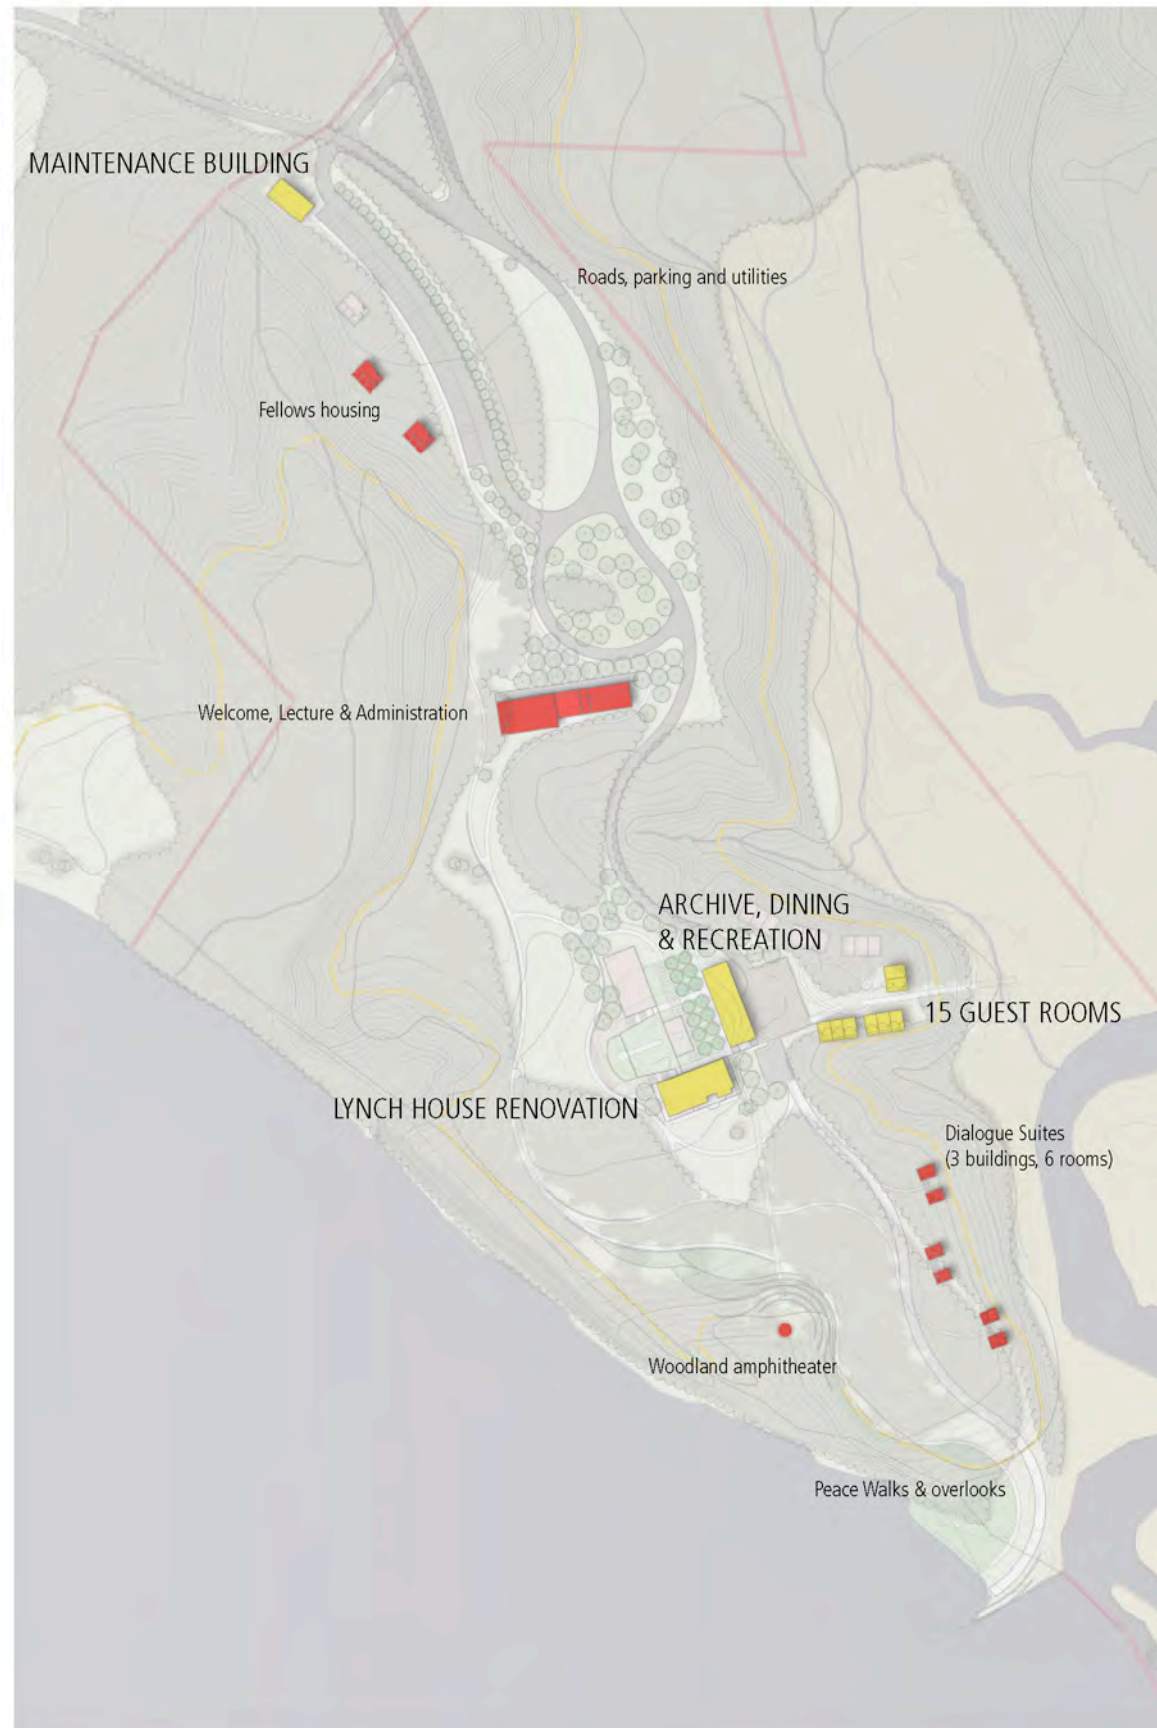 MAINTENANCE BUILDING
Roads, parking and utilities
Fellows housing
Welcome, Lecture & Administration
ARCHIVE, DINING
& RECREATION
15 GUEST ROOMS
LYNCH HOUSE RENOVATION
Dialogue Suites
(3 buildings, 6 rooms)
Woodland amphitheater
Peace Walks & overlooks